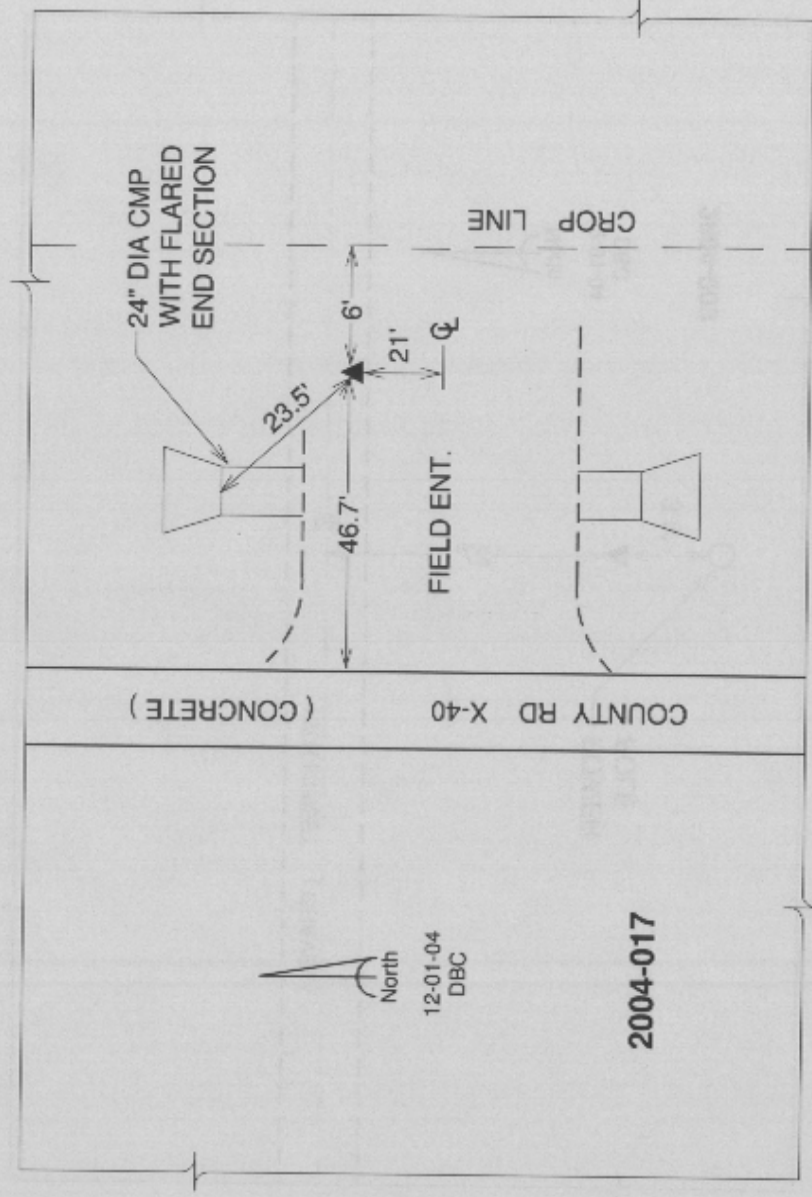 24" DIA CMP
WITH FLARED
END SECTION
23.5'
6'
46.7'
21'
℄
CROP LINE
FIELD ENT.
COUNTY RD X-40 (CONCRETE)
North
12-01-04
DBC
2004-017